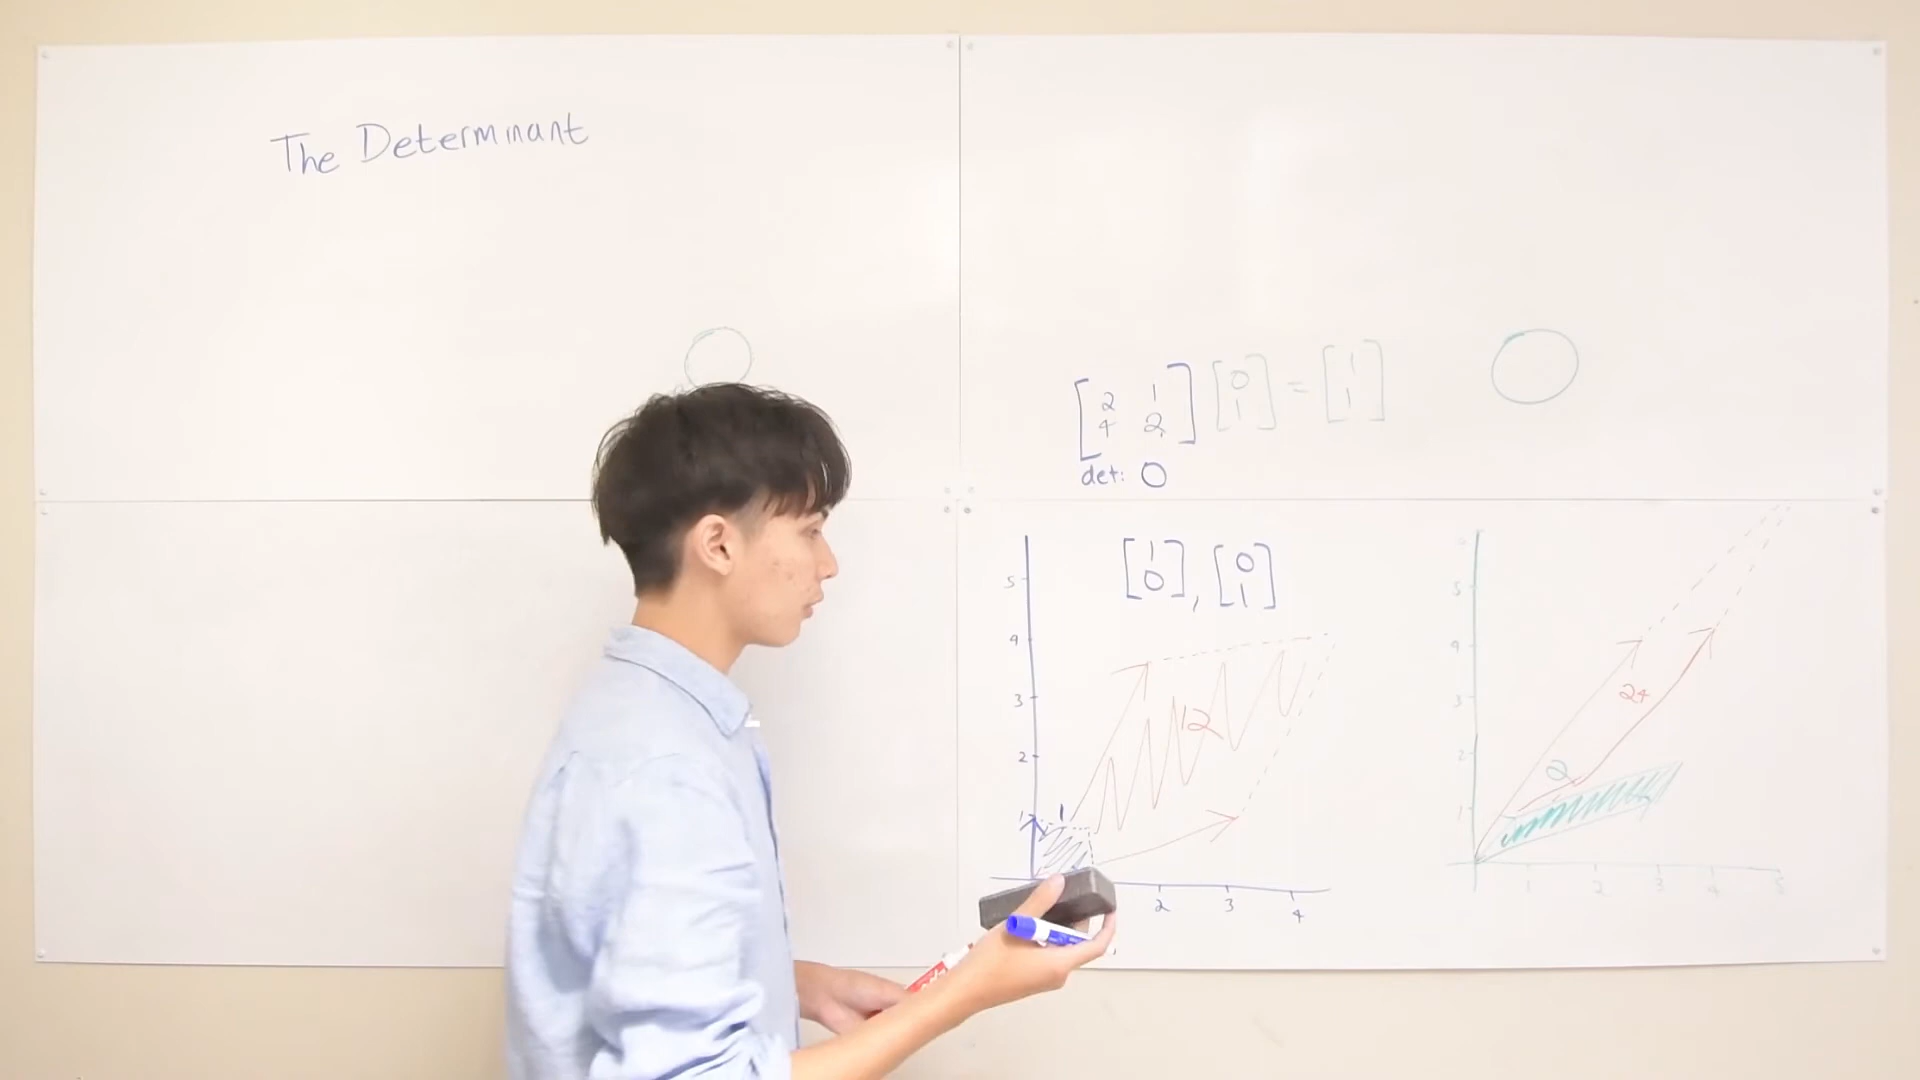 The Determinant
[2 1] [0] = [1]
[4 2] [1] [1]
det: 0
[1] , [0]
[0] [1]
5
4
3
2
1
1
12
2 3 4
5
4
3
2
1
24
2
1 2 3 4 5